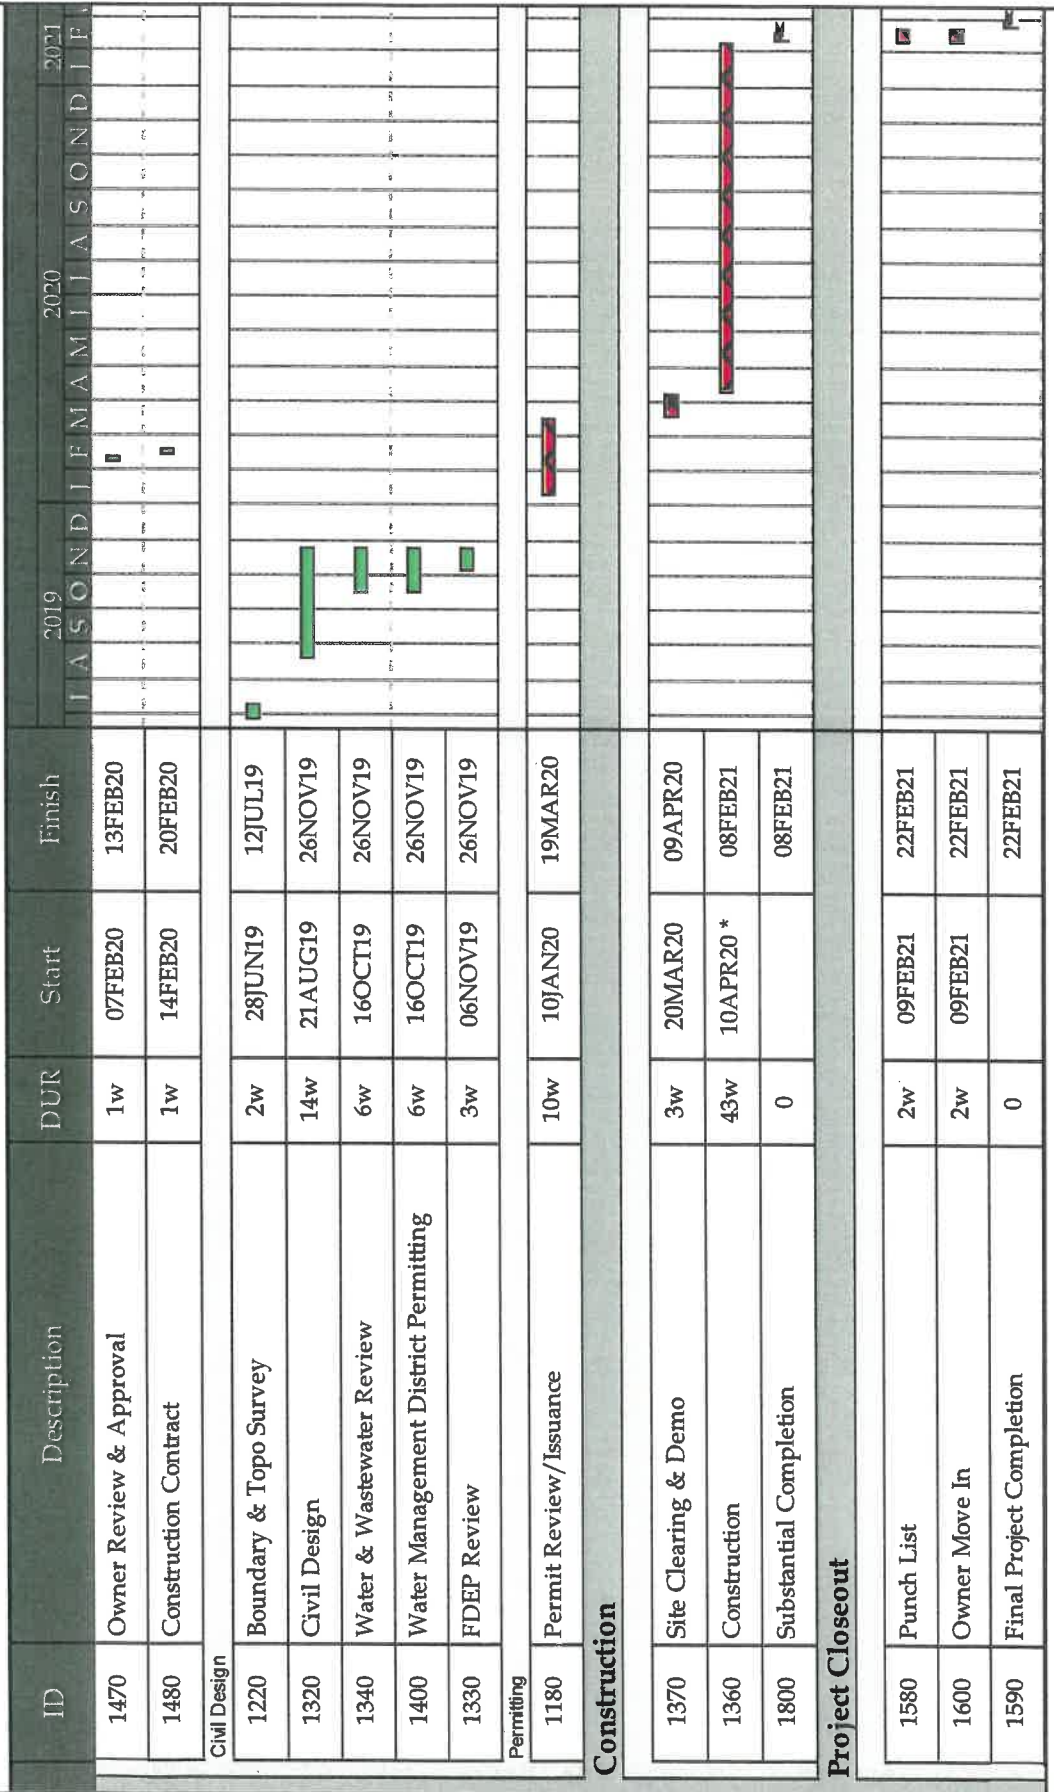 ID Description DUR Start Finish 2019 2020 2021
J A S O N D J F M A M J J A S O N D J F
1470 Owner Review & Approval 1w 07FEB20 13FEB20
1480 Construction Contract 1w 14FEB20 20FEB20
Civil Design
1220 Boundary & Topo Survey 2w 28JUN19 12JUL19
1320 Civil Design 14w 21AUG19 26NOV19
1340 Water & Wastewater Review 6w 16OCT19 26NOV19
1400 Water Management District Permitting 6w 16OCT19 26NOV19
1330 FDEP Review 3w 06NOV19 26NOV19
Permitting
1180 Permit Review/Issuance 10w 10JAN20 19MAR20
Construction
1370 Site Clearing & Demo 3w 20MAR20 09APR20
1360 Construction 43w 10APR20 * 08FEB21
1800 Substantial Completion 0 08FEB21
Project Closeout
1580 Punch List 2w 09FEB21 22FEB21
1600 Owner Move In 2w 09FEB21 22FEB21
1590 Final Project Completion 0 22FEB21